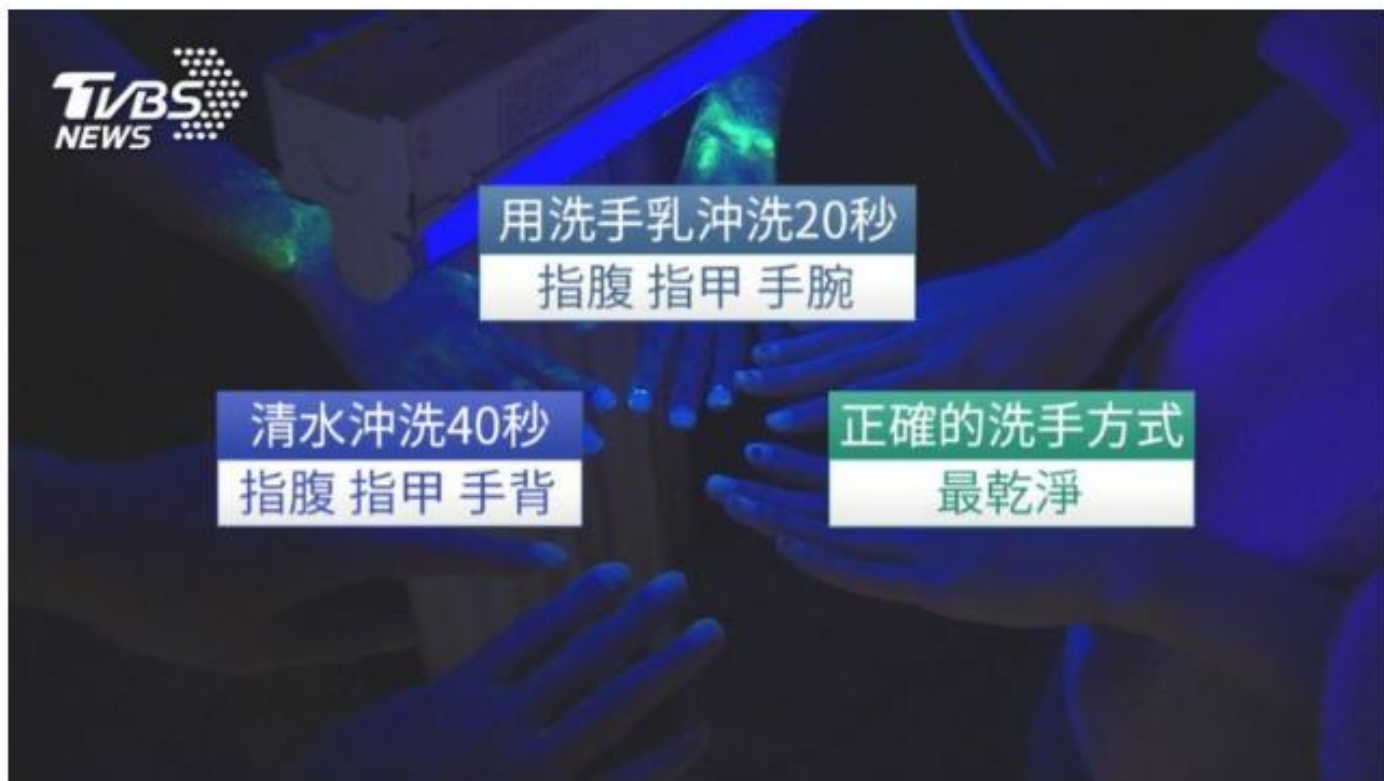 TVBS
NEWS
用洗手乳沖洗20秒
指腹 指甲 手腕
清水沖洗40秒
指腹 指甲 手背
正確的洗手方式
最乾淨